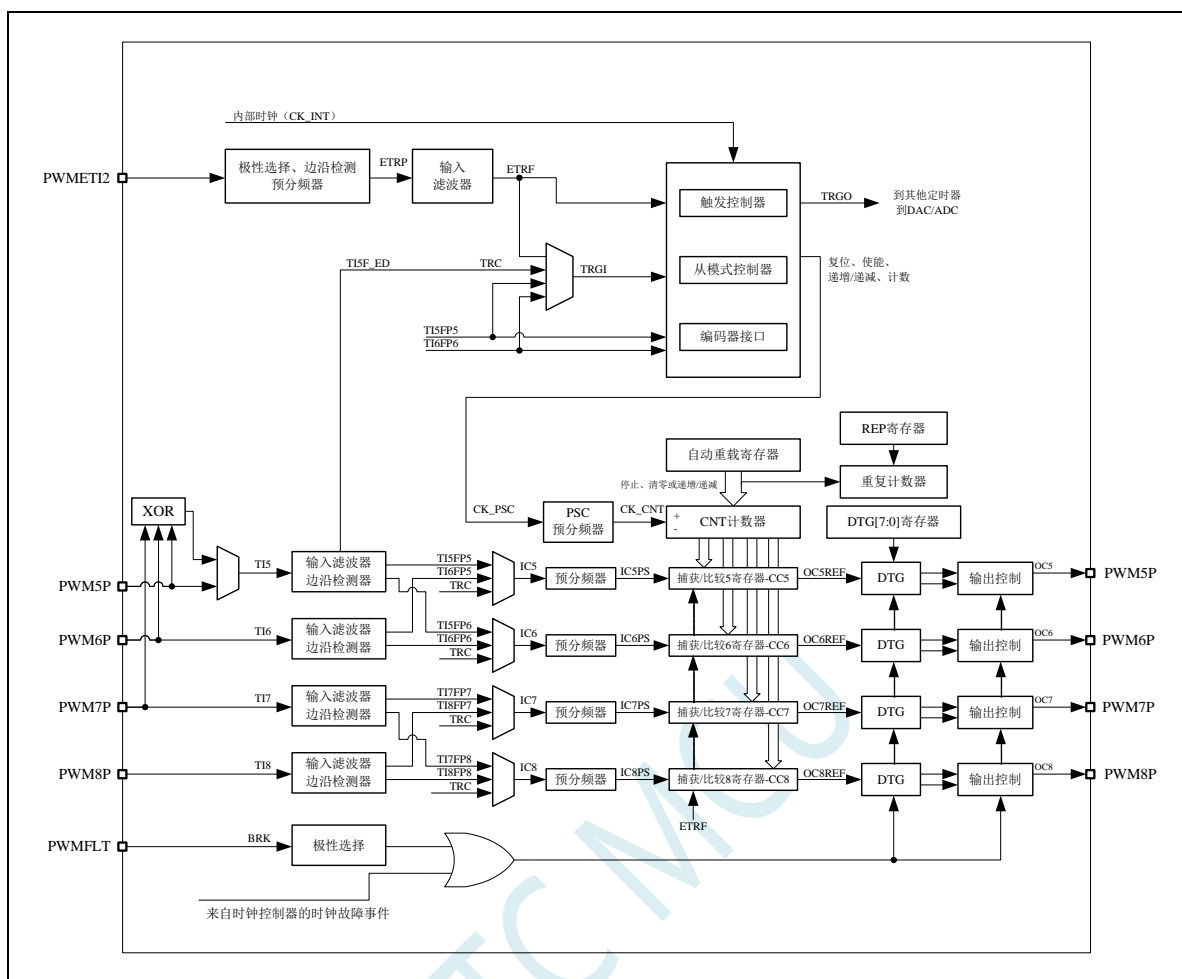 内部时钟（CK_INT）
PWMETI2
极性选择、边沿检测
预分频器
ETRP
输入
滤波器
ETRF
触发控制器
TRGO
到其他定时器
到DAC/ADC
TI5F_ED
TRC
TRGI
从模式控制器
复位、使能、
递增/递减、计数
TI5FP5
TI6FP6
编码器接口
REP寄存器
自动重载寄存器
重复计数器
停止、清零或递增/递减
XOR
CK_PSC
PSC
预分频器
CK_CNT
+
-
CNT计数器
DTG[7:0]寄存器
PWM5P
TI5
输入滤波器
边沿检测器
TI5FP5
TI6FP5
TRC
IC5
预分频器
IC5PS
捕获/比较5寄存器-CC5
OC5REF
DTG
输出控制
OC5
PWM5P
PWM6P
TI6
输入滤波器
边沿检测器
TI5FP6
TI6FP6
TRC
IC6
预分频器
IC6PS
捕获/比较6寄存器-CC6
OC6REF
DTG
输出控制
OC6
PWM6P
PWM7P
TI7
输入滤波器
边沿检测器
TI7FP7
TI8FP7
TRC
IC7
预分频器
IC7PS
捕获/比较7寄存器-CC7
OC7REF
DTG
输出控制
OC7
PWM7P
PWM8P
TI8
输入滤波器
边沿检测器
TI7FP8
TI8FP8
TRC
IC8
预分频器
IC8PS
捕获/比较8寄存器-CC8
OC8REF
DTG
输出控制
OC8
PWM8P
ETRF
PWMFLT
BRK
极性选择
来自时钟控制器的时钟故障事件
TC MCU